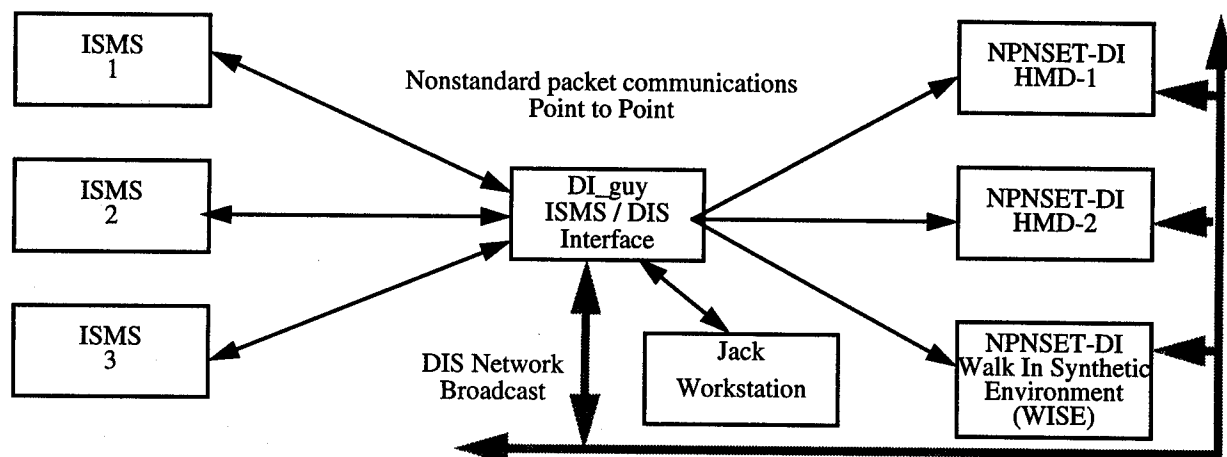 ISMS
1
ISMS
2
ISMS
3
Nonstandard packet communications
Point to Point
DI_guy
ISMS / DIS
Interface
DIS Network
Broadcast
Jack
Workstation
NPNSET-DI
HMD-1
NPNSET-DI
HMD-2
NPNSET-DI
Walk In Synthetic
Environment
(WISE)